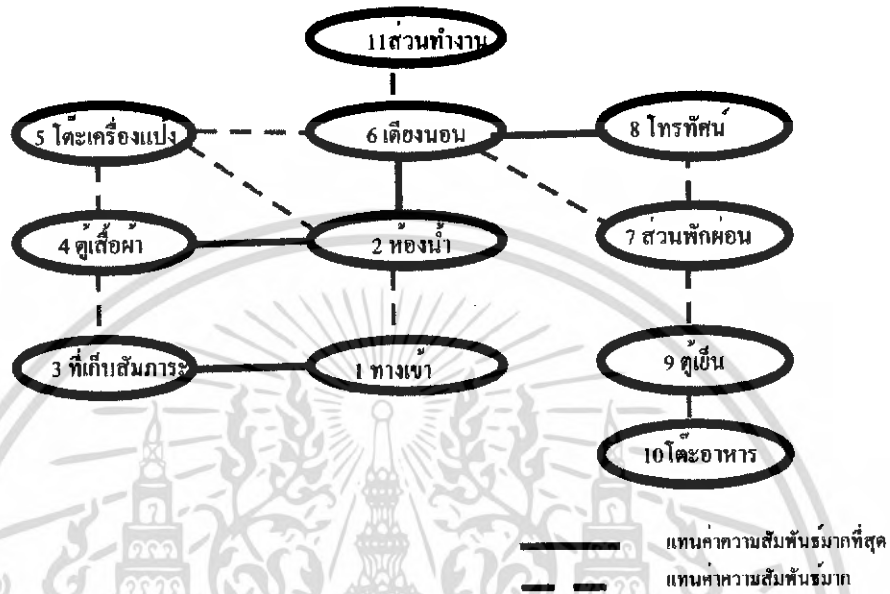 11ส่วนทำงาน
5 โต๊ะเครื่องแป้ง
6 เตียงนอน
8 โทรทัศน์
4 ตู้เสื้อผ้า
2 ห้องน้ำ
7 ส่วนพักผ่อน
3 ที่เก็บสัมภาระ
1 ทางเข้า
9 ตู้เย็น
10โต๊ะอาหาร
แทนค่าความสัมพันธ์มากที่สุด
แทนค่าความสัมพันธ์มาก